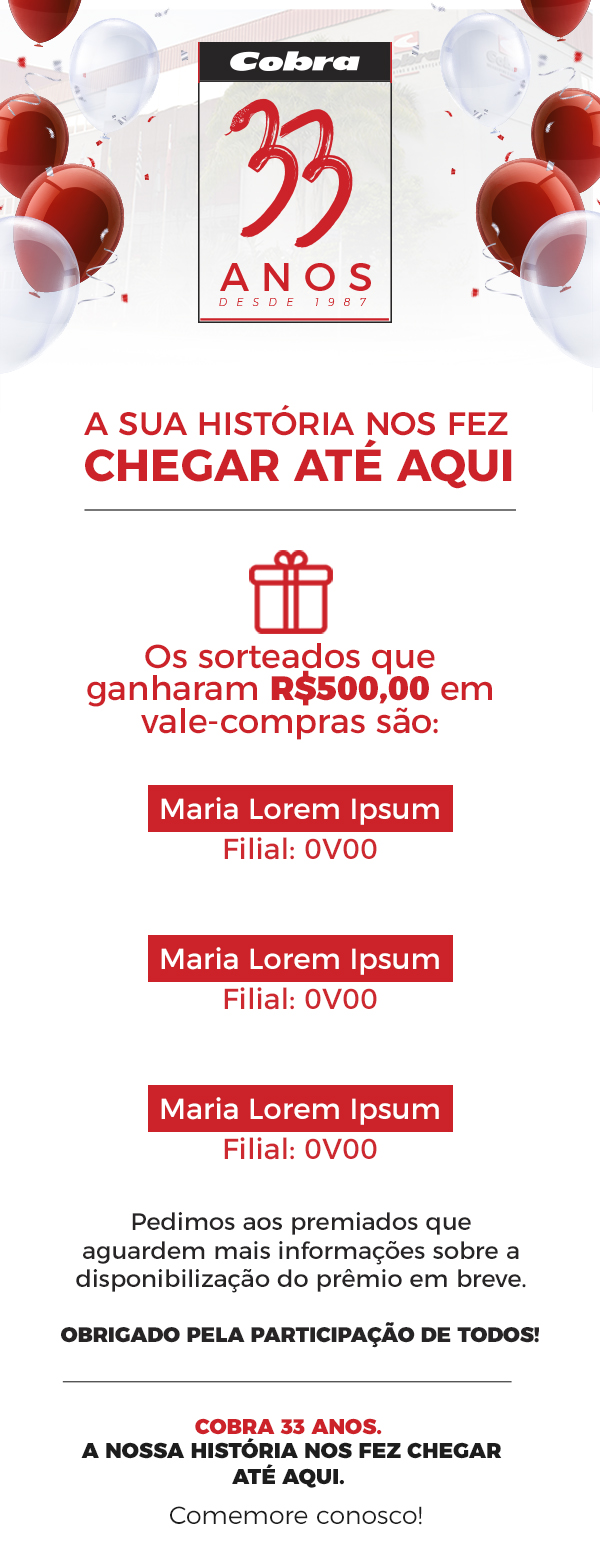 Cobra
33
ANOS
DESDE 1987
A SUA HISTÓRIA NOS FEZ
CHEGAR ATÉ AQUI
Os sorteados que
ganharam R$500,00 em
vale-compras são:
Maria Lorem Ipsum
Filial: 0V00
Maria Lorem Ipsum
Filial: 0V00
Maria Lorem Ipsum
Filial: 0V00
Pedimos aos premiados que
aguardem mais informações sobre a
disponibilização do prêmio em breve.
OBRIGADO PELA PARTICIPAÇÃO DE TODOS!
COBRA 33 ANOS.
A NOSSA HISTÓRIA NOS FEZ CHEGAR
ATÉ AQUI.
Comemore conosco!